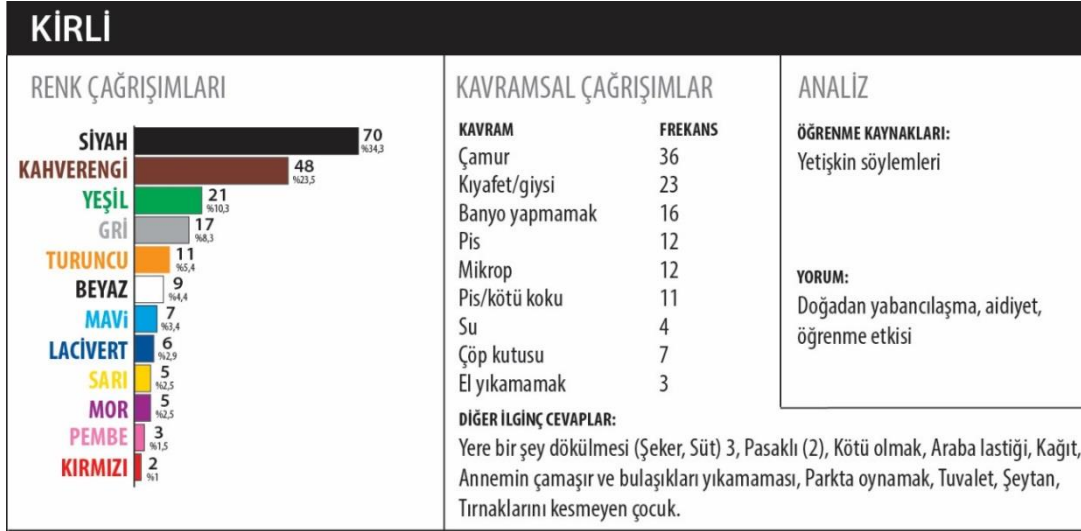 KİRLİ
RENK ÇAĞRIŞIMLARI
SİYAH 70 %34,3
KAHVERENGİ 48 %23,5
YEŞİL 21 %10,3
GRİ 17 %8,3
TURUNCU 11 %5,4
BEYAZ 9 %4,4
MAVi 7 %3,4
LACİVERT 6 %2,9
SARI 5 %2,5
MOR 5 %2,5
PEMBE 3 %1,5
KIRMIZI 2 %1
KAVRAMSAL ÇAĞRIŞIMLAR
KAVRAM FREKANS
Çamur 36
Kıyafet/giysi 23
Banyo yapmamak 16
Pis 12
Mikrop 12
Pis/kötü koku 11
Su 4
Çöp kutusu 7
El yıkamamak 3
DİĞER İLGİNÇ CEVAPLAR:
Yere bir şey dökülmesi (Şeker, Süt) 3, Pasaklı (2), Kötü olmak, Araba lastiği, Kağıt,
Annemin çamaşır ve bulaşıkları yıkamaması, Parkta oynamak, Tuvalet, Şeytan,
Tırnaklarını kesmeyen çocuk.
ANALİZ
ÖĞRENME KAYNAKLARI:
Yetişkin söylemleri
YORUM:
Doğadan yabancılaşma, aidiyet,
öğrenme etkisi